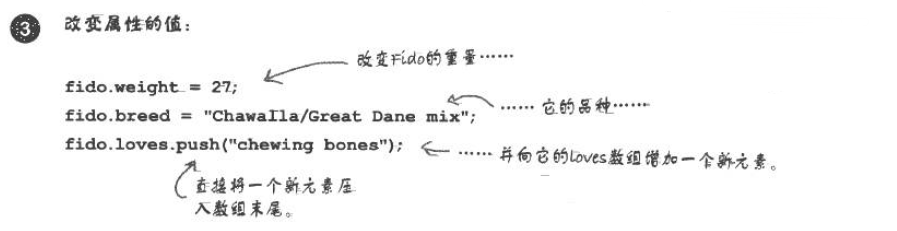 3 改变属性的值：
改变Fido的重量……
fido.weight = 27;
…… 它的品种……
fido.breed = "ChawaIla/Great Dane mix";
fido.loves.push("chewing bones");
…… 并向它的Loves数组增加一个新元素。
直接将一个新元素压
入数组末尾。